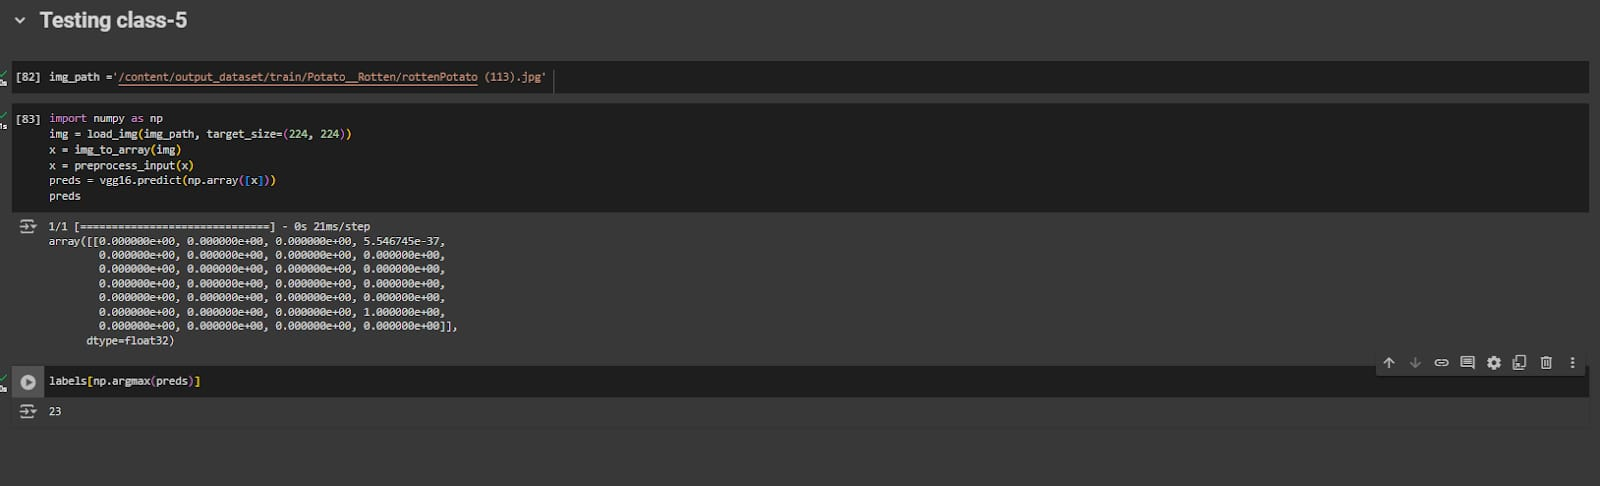 Testing class-5
[82] img_path ='/content/output_dataset/train/Potato__Rotten/rottenPotato (113).jpg'
[83] import numpy as np
img = load_img(img_path, target_size=(224, 224))
x = img_to_array(img)
x = preprocess_input(x)
preds = vgg16.predict(np.array([x]))
preds
1/1 [==============================] - 0s 21ms/step
array([[0.000000e+00, 0.000000e+00, 0.000000e+00, 5.546745e-37,
0.000000e+00, 0.000000e+00, 0.000000e+00, 0.000000e+00,
0.000000e+00, 0.000000e+00, 0.000000e+00, 0.000000e+00,
0.000000e+00, 0.000000e+00, 0.000000e+00, 0.000000e+00,
0.000000e+00, 0.000000e+00, 0.000000e+00, 0.000000e+00,
0.000000e+00, 0.000000e+00, 0.000000e+00, 1.000000e+00,
0.000000e+00, 0.000000e+00, 0.000000e+00, 0.000000e+00]],
dtype=float32)
labels[np.argmax(preds)]
23